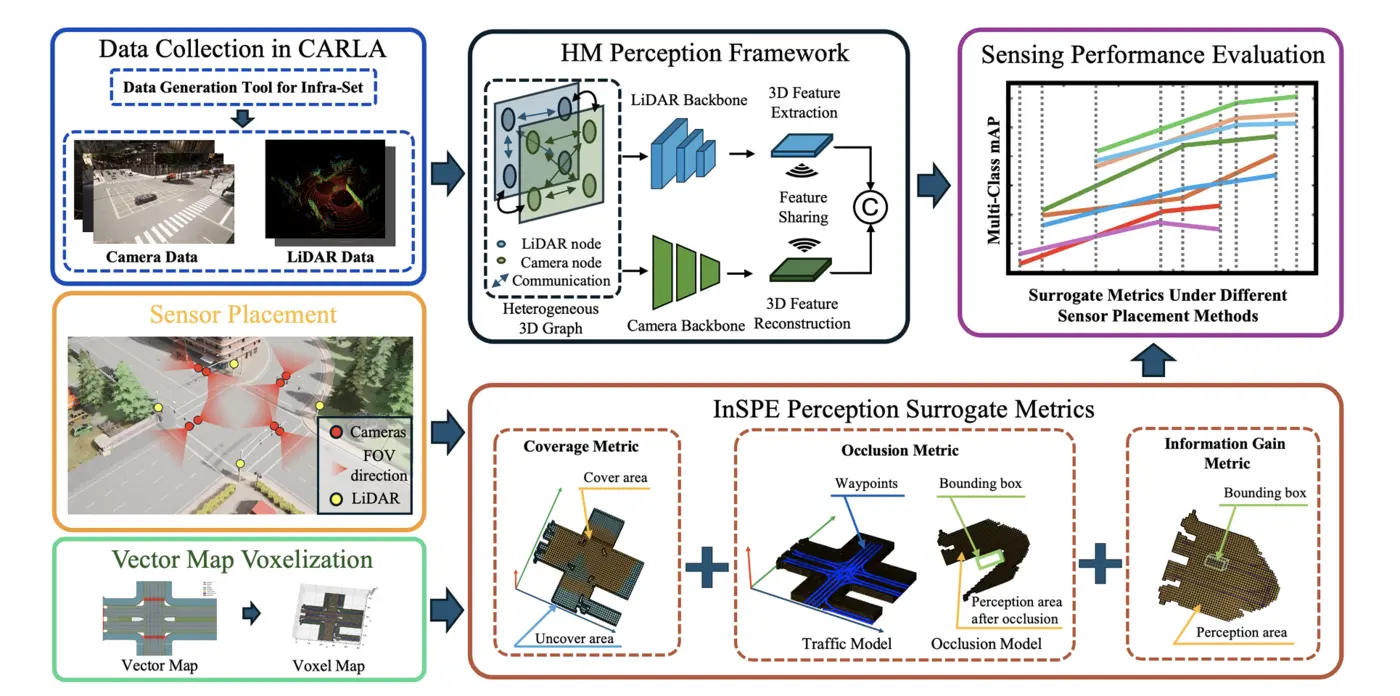 Data Collection in CARLA
Data Generation Tool for Infra-Set
Camera Data
LiDAR Data
Sensor Placement
Cameras
FOV
direction
LiDAR
Vector Map Voxelization
Vector Map
Voxel Map
HM Perception Framework
LiDAR node
Camera node
Communication
Heterogeneous
3D Graph
LiDAR Backbone
3D Feature
Extraction
Feature
Sharing
C
Camera Backbone
3D Feature
Reconstruction
Sensing Performance Evaluation
Multi-Class mAP
Surrogate Metrics Under Different
Sensor Placement Methods
InSPE Perception Surrogate Metrics
Coverage Metric
Cover area
Uncover area
Occlusion Metric
Waypoints
Bounding box
Perception area
after occlusion
Traffic Model
Occlusion Model
Information Gain
Metric
Bounding box
Perception area